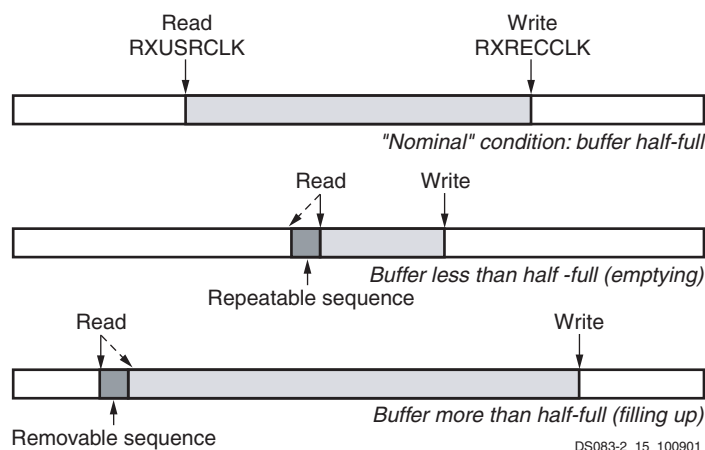 Read
RXUSRCLK
Write
RXRECCLK
"Nominal" condition: buffer half-full
Read
Write
Buffer less than half -full (emptying)
Repeatable sequence
Read
Write
Buffer more than half-full (filling up)
Removable sequence
DS083-2_15_100901